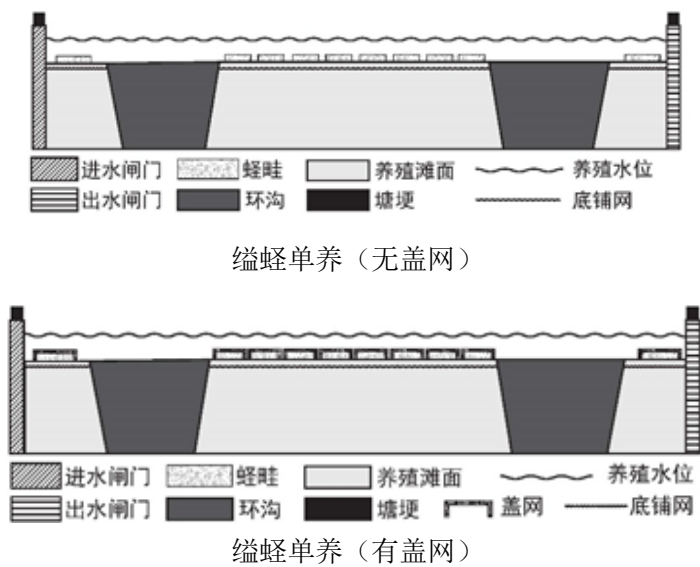 进水闸门 蛏畦 养殖滩面 养殖水位
出水闸门 环沟 塘埂 底铺网
缢蛏单养（无盖网）
进水闸门 蛏畦 养殖滩面 养殖水位
出水闸门 环沟 塘埂 盖网 底铺网
缢蛏单养（有盖网）